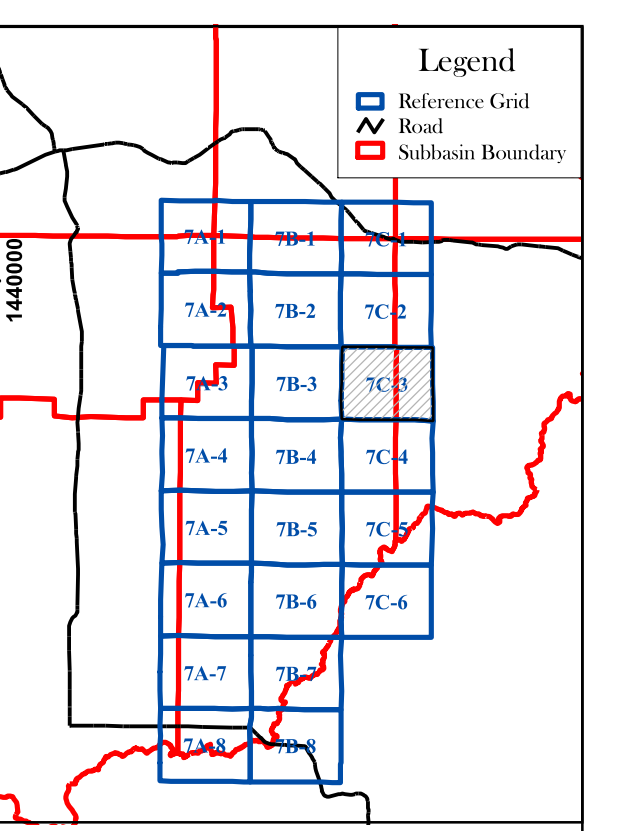 Legend
Reference Grid
Road
Subbasin Boundary
1440000
7A-1 7B-1 7C-1
7A-2 7B-2 7C-2
7A-3 7B-3 7C-3
7A-4 7B-4 7C-4
7A-5 7B-5 7C-5
7A-6 7B-6 7C-6
7A-7 7B-7
7A-8 7B-8